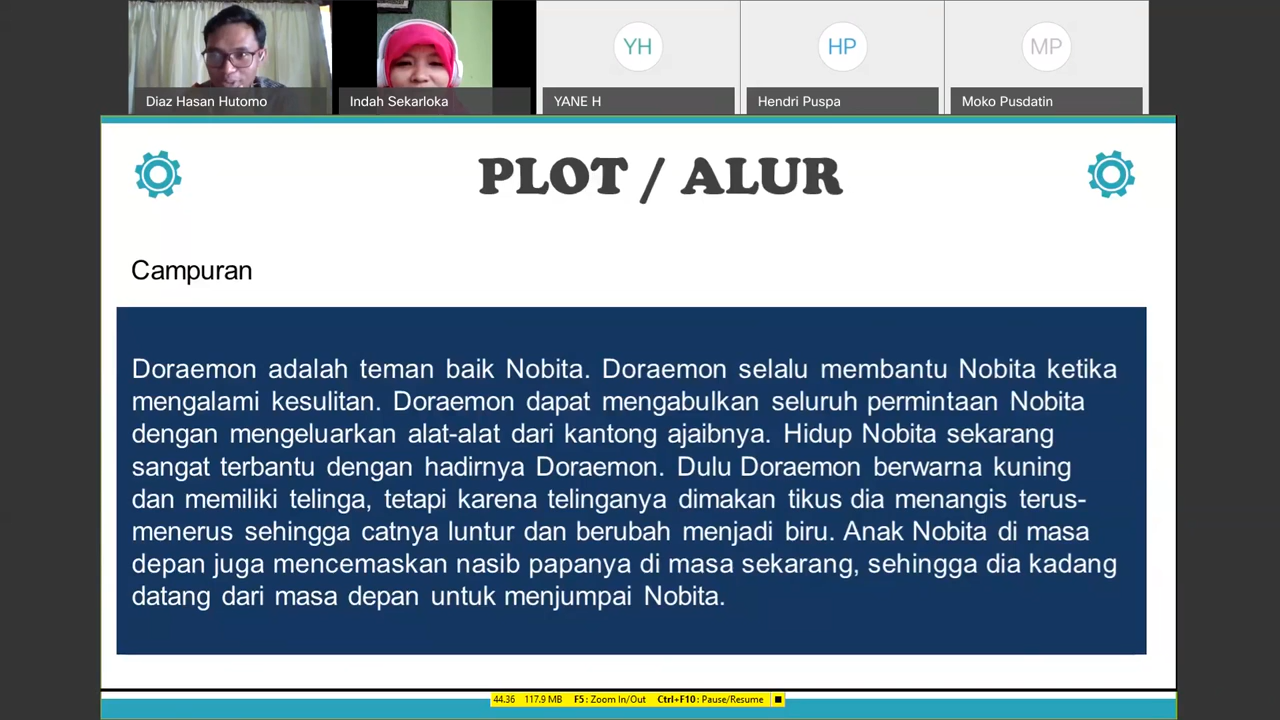 YH
HP
MP
Diaz Hasan Hutomo
Indah Sekarloka
YANE H
Hendri Puspa
Moko Pusdatin
PLOT / ALUR
Campuran
Doraemon adalah teman baik Nobita. Doraemon selalu membantu Nobita ketika
mengalami kesulitan. Doraemon dapat mengabulkan seluruh permintaan Nobita
dengan mengeluarkan alat-alat dari kantong ajaibnya. Hidup Nobita sekarang
sangat terbantu dengan hadirnya Doraemon. Dulu Doraemon berwarna kuning
dan memiliki telinga, tetapi karena telinganya dimakan tikus dia menangis terus-
menerus sehingga catnya luntur dan berubah menjadi biru. Anak Nobita di masa
depan juga mencemaskan nasib papanya di masa sekarang, sehingga dia kadang
datang dari masa depan untuk menjumpai Nobita.
44.36 117.9 MB F5 : Zoom In/Out Ctrl+F10 : Pause/Resume